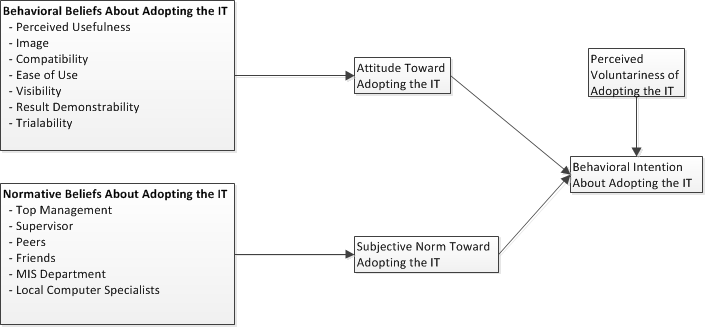 Behavioral Beliefs About Adopting the IT
- Perceived Usefulness
- Image
- Compatibility
- Ease of Use
- Visibility
- Result Demonstrability
- Trialability
Attitude Toward
Adopting the IT
Perceived
Voluntariness of
Adopting the IT
Behavioral Intention
About Adopting the IT
Normative Beliefs About Adopting the IT
- Top Management
- Supervisor
- Peers
- Friends
- MIS Department
- Local Computer Specialists
Subjective Norm Toward
Adopting the IT